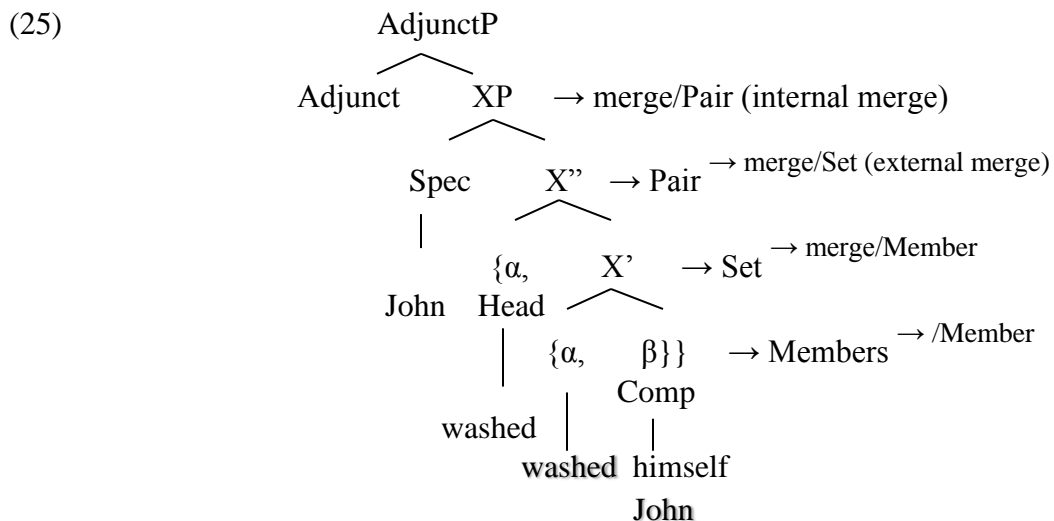 (25) AdjunctP
Adjunct XP → merge/Pair (internal merge)
Spec X” → Pair → merge/Set (external merge)
{α, X’ → Set → merge/Member
John Head
{α, β}} → Members → /Member
Comp
washed
washed himself
John